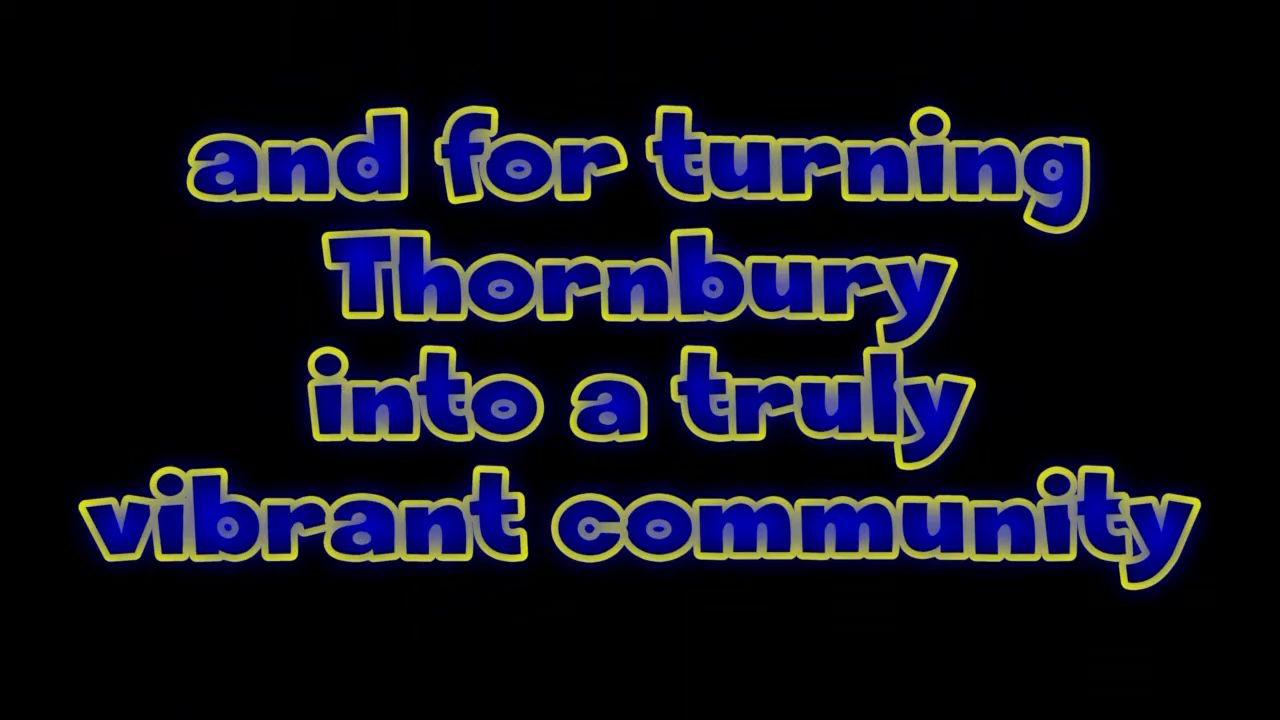 and for turning
Thornbury
into a truly
vibrant community